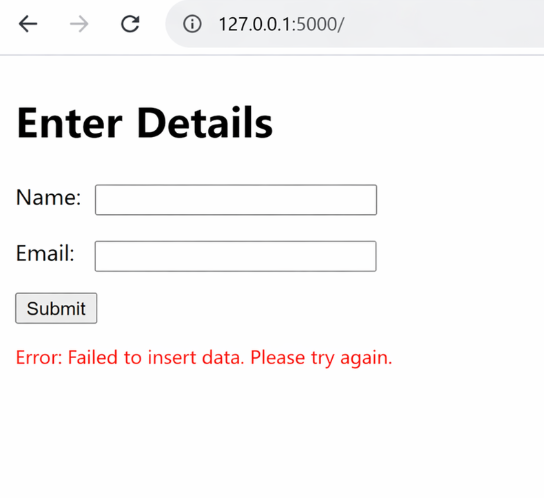 127.0.0.1:5000/
Enter Details
Name:
Email:
Submit
Error: Failed to insert data. Please try again.